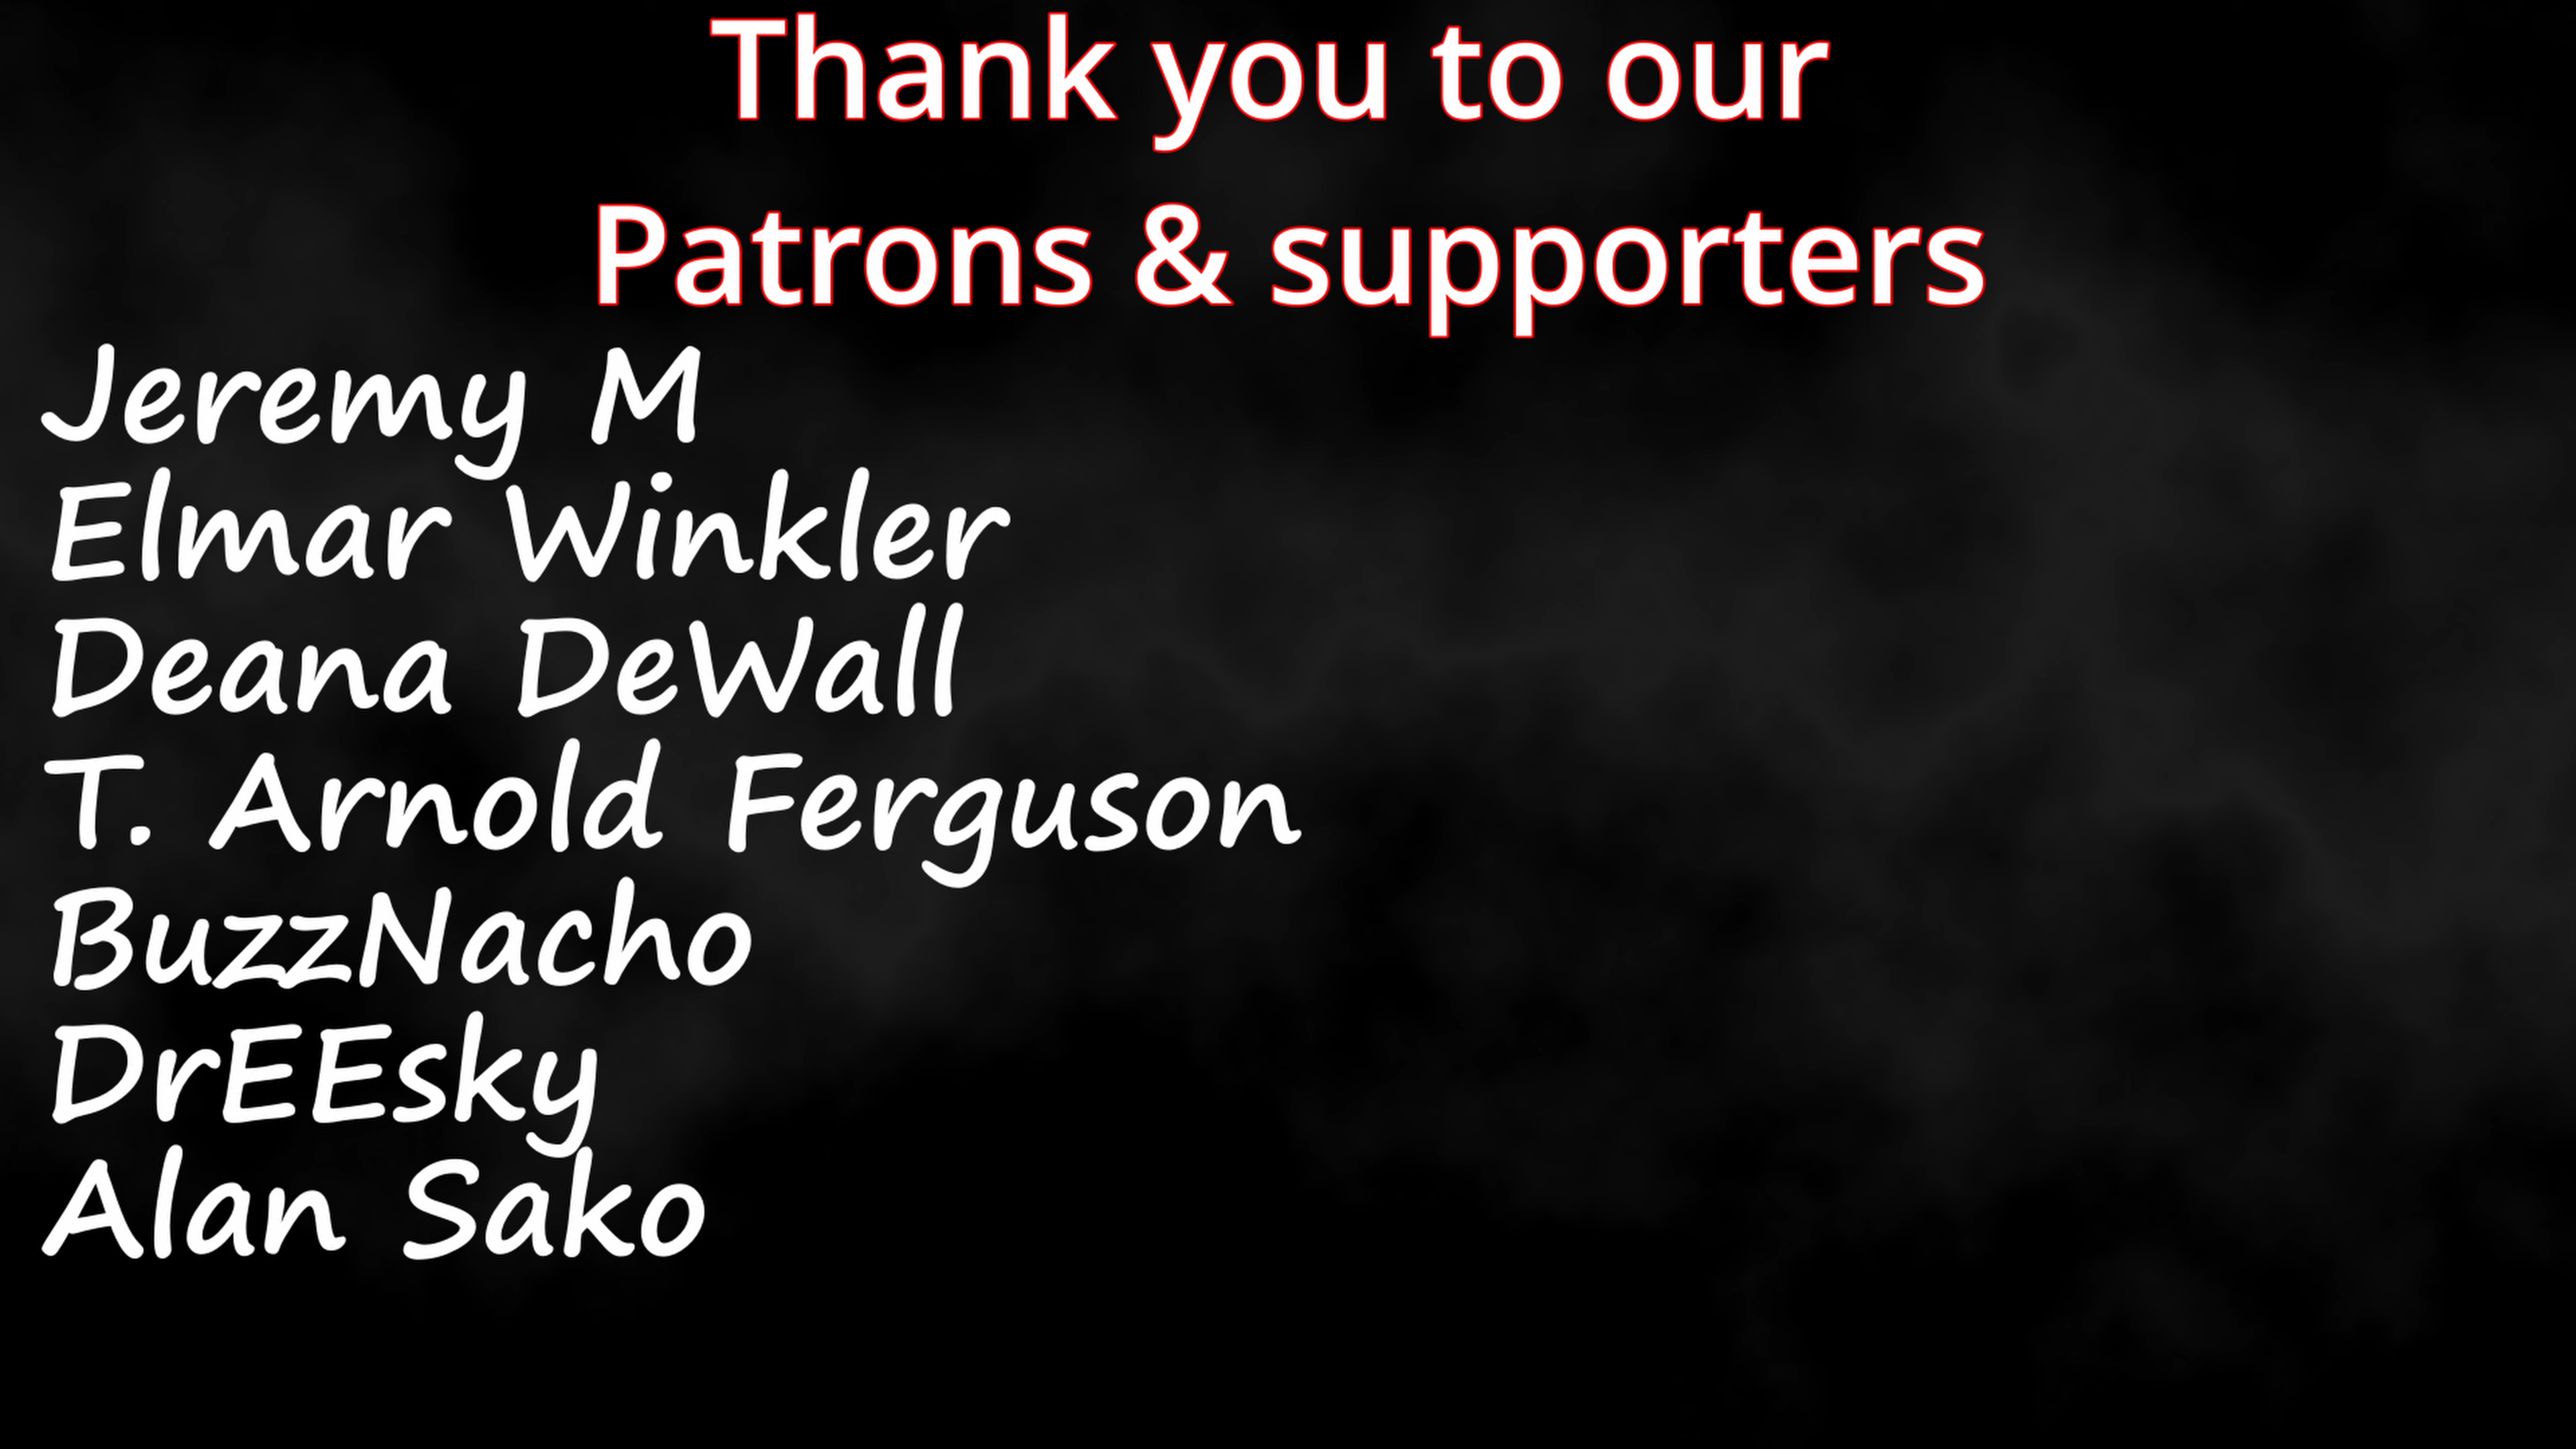 Thank you to our
Patrons & supporters
Jeremy M
Elmar Winkler
Deana DeWall
T. Arnold Ferguson
BuzzNacho
DrEEsky
Alan Sako